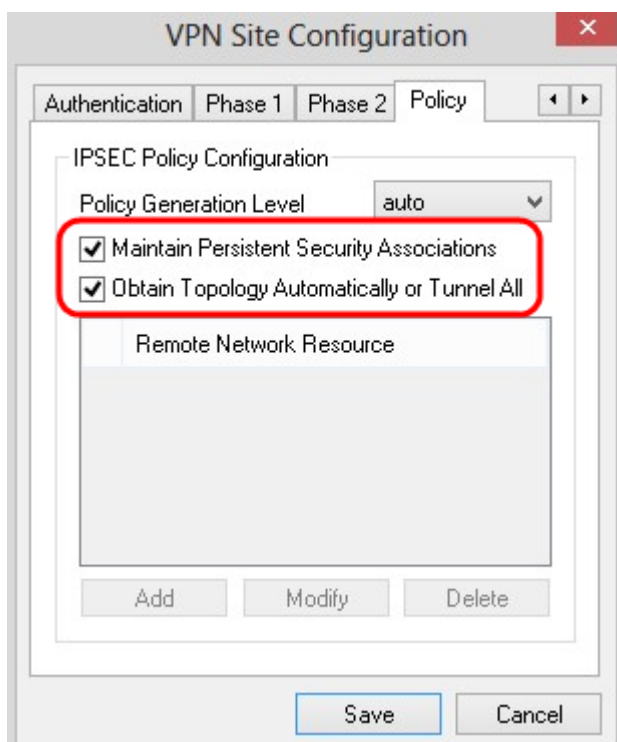 VPN Site Configuration
Authentication Phase 1 Phase 2 Policy
IPSEC Policy Configuration
Policy Generation Level auto
Maintain Persistent Security Associations
Obtain Topology Automatically or Tunnel All
Remote Network Resource
Add Modify Delete
Save Cancel